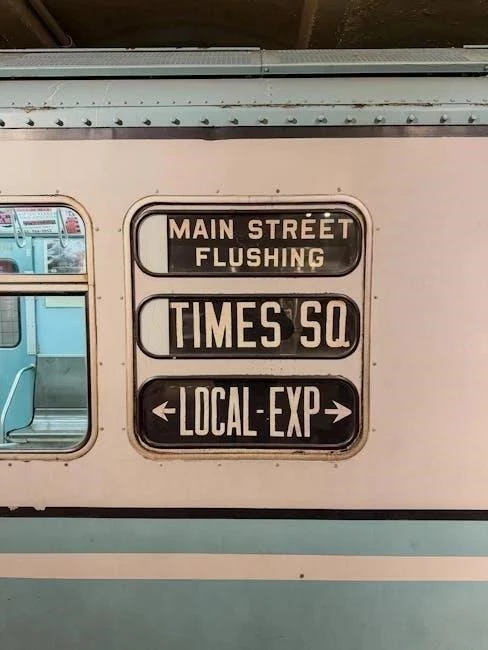 MAIN STREET
FLUSHING
TIMES SQ
←LOCAL-EXP→